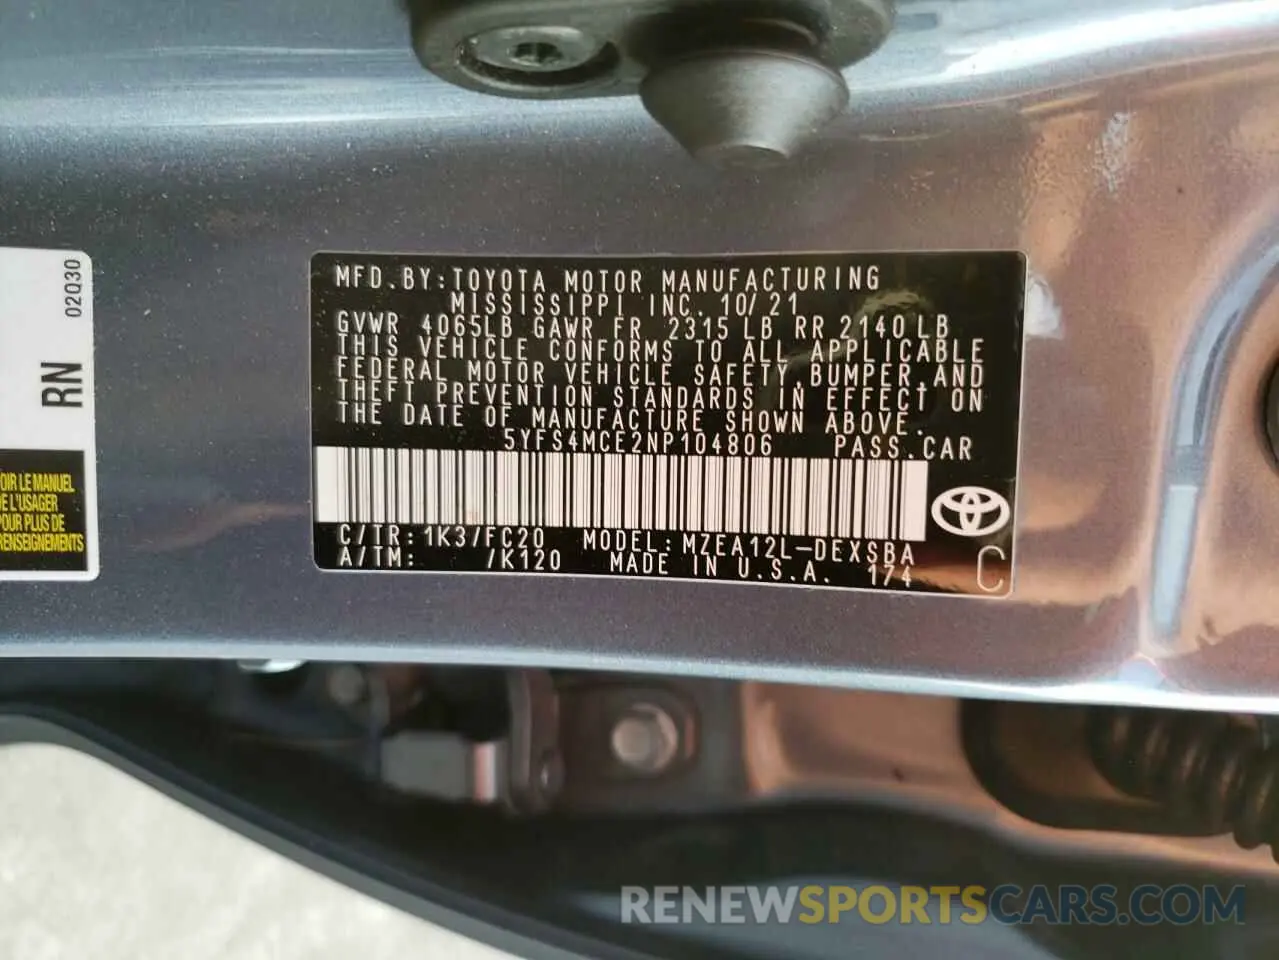 02030
RN
OIR LE MANUEL
DE L'USAGER
POUR PLUS DE
RENSEIGNEMENTS
MFD.BY:TOYOTA MOTOR MANUFACTURING
MISSISSIPPI INC. 10/21
GVWR 4065LB GAWR FR 2315 LB RR 2140 LB
THIS VEHICLE CONFORMS TO ALL APPLICABLE
FEDERAL MOTOR VEHICLE SAFETY,BUMPER,AND
THEFT PREVENTION STANDARDS IN EFFECT ON
THE DATE OF MANUFACTURE SHOWN ABOVE.
5YFS4MCE2NP104806 PASS.CAR
C/TR:1K3/FC20 MODEL:MZEA12L-DEXSBA
A/TM: /K120 MADE IN U.S.A. 174
C
RENEWSPORTSCARS.COM